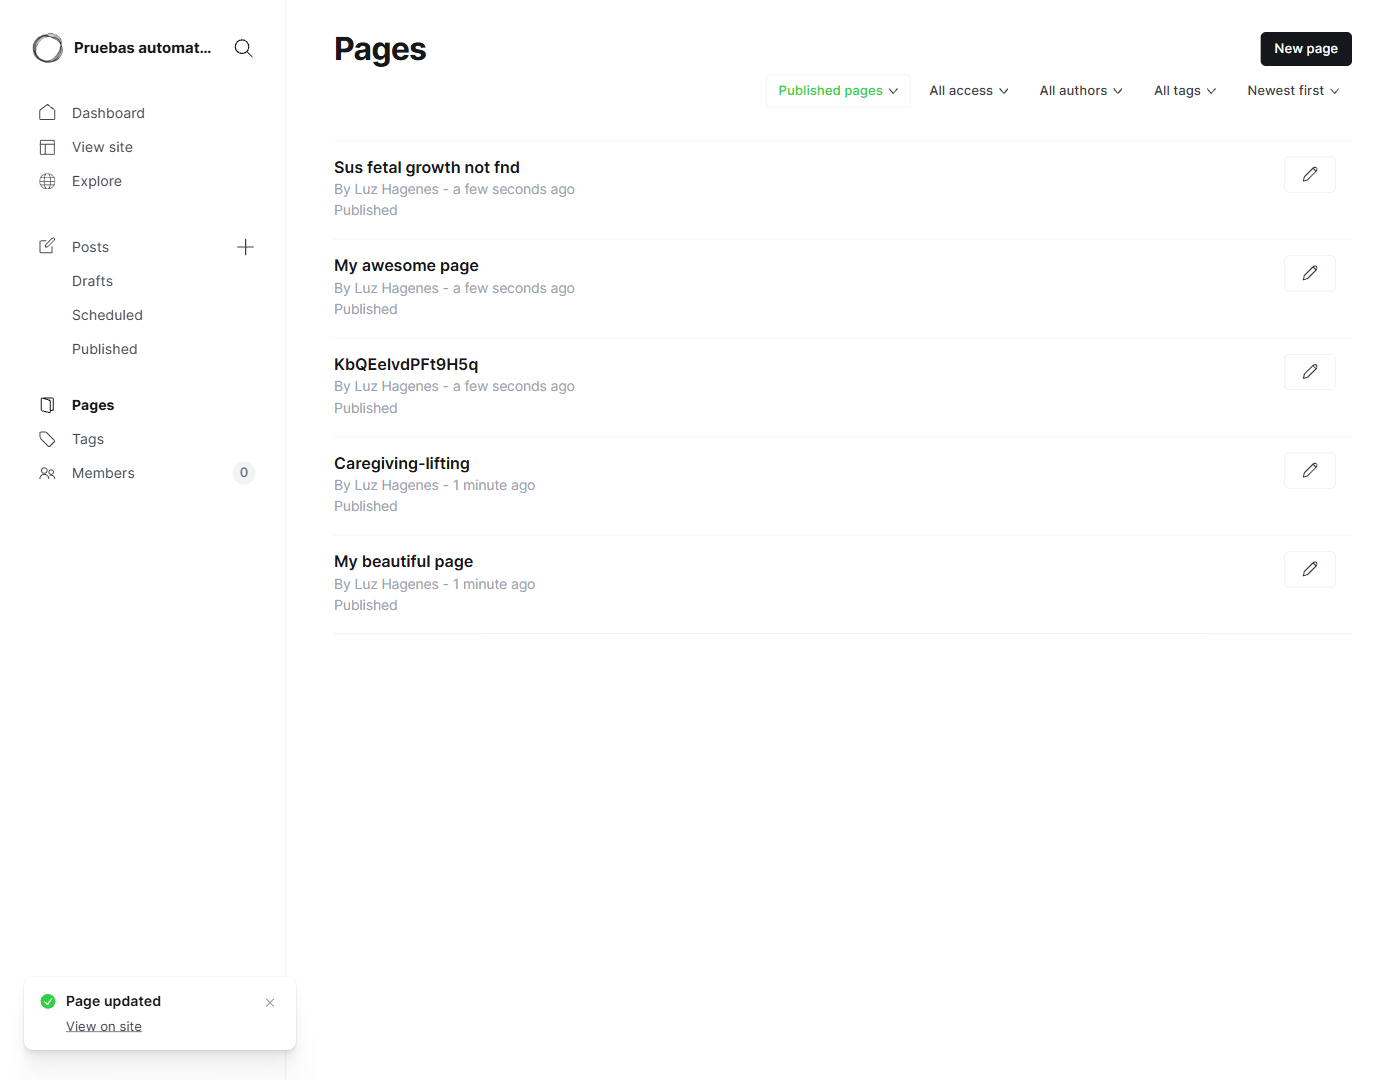 Pruebas automat...
Dashboard
View site
Explore
Posts
Drafts
Scheduled
Published
Pages
Tags
Members 0
Pages
New page
Published pages All access All authors All tags Newest first
Sus fetal growth not fnd
By Luz Hagenes - a few seconds ago
Published
My awesome page
By Luz Hagenes - a few seconds ago
Published
KbQEelvdPFt9H5q
By Luz Hagenes - a few seconds ago
Published
Caregiving-lifting
By Luz Hagenes - 1 minute ago
Published
My beautiful page
By Luz Hagenes - 1 minute ago
Published
Page updated
View on site